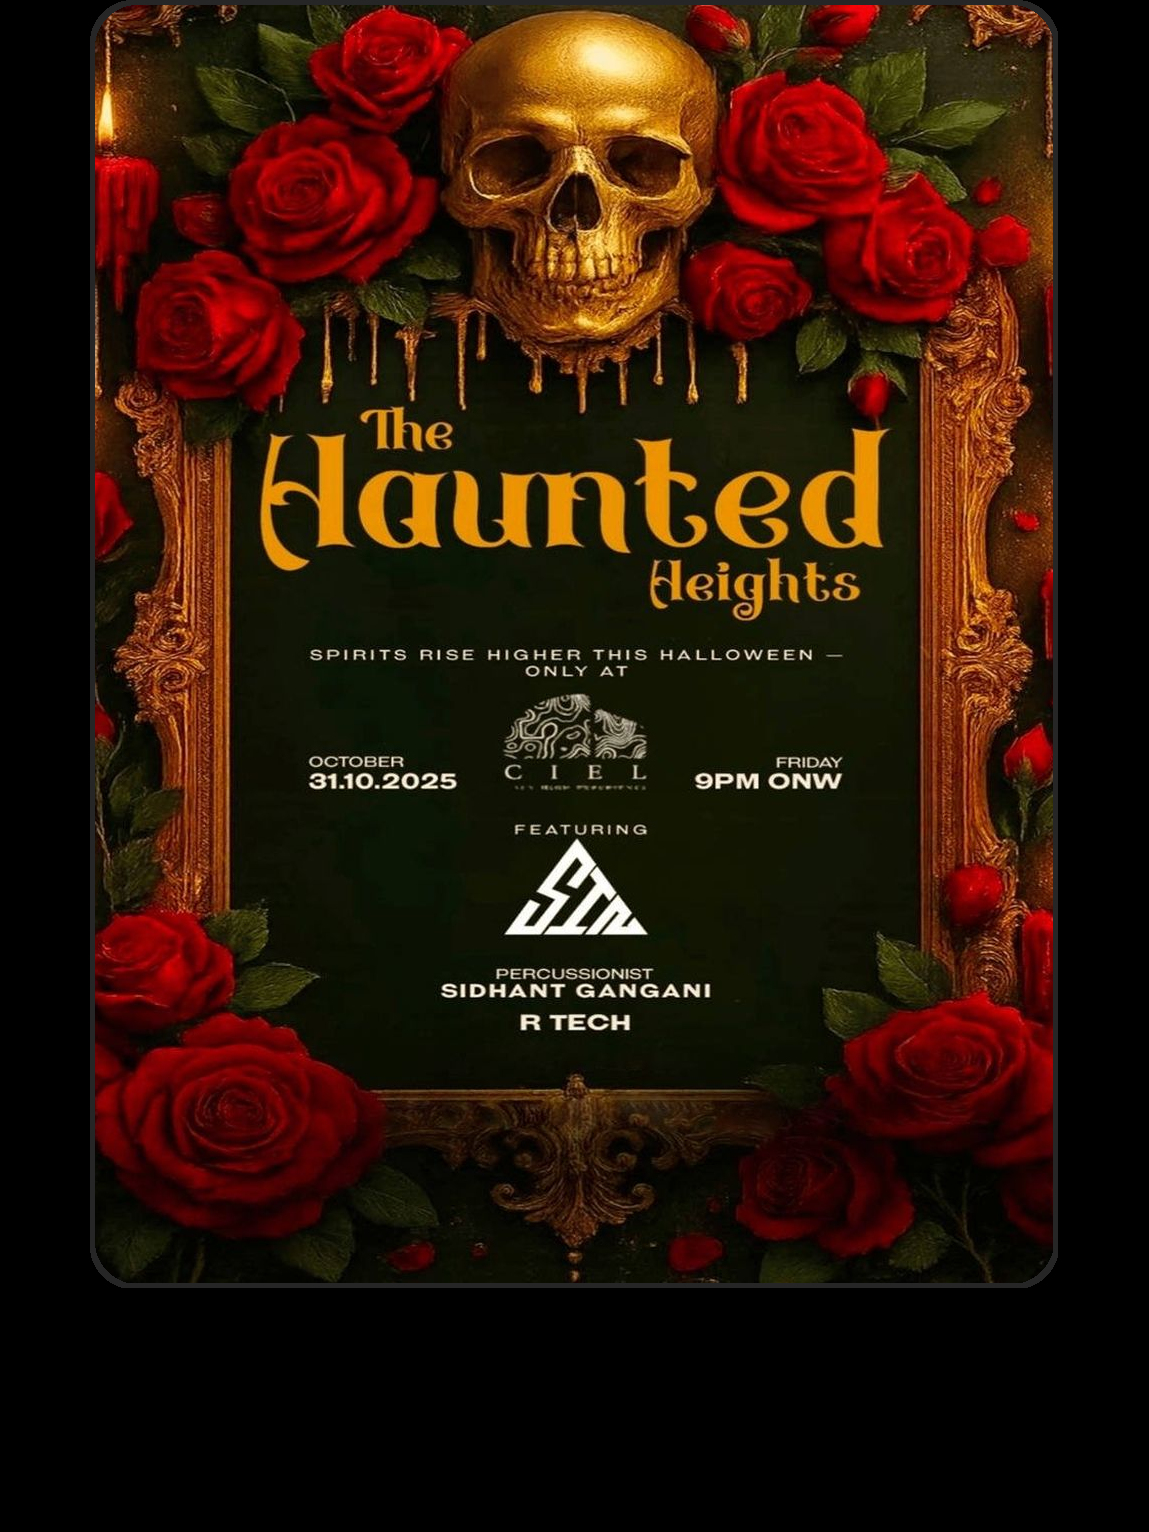 The
Haunted
Heights
SPIRITS RISE HIGHER THIS HALLOWEEN —
ONLY AT
CIEL
OCTOBER
31.10.2025
FRIDAY
9PM ONW
FEATURING
SIN
PERCUSSIONIST
SIDHANT GANGANI
R TECH